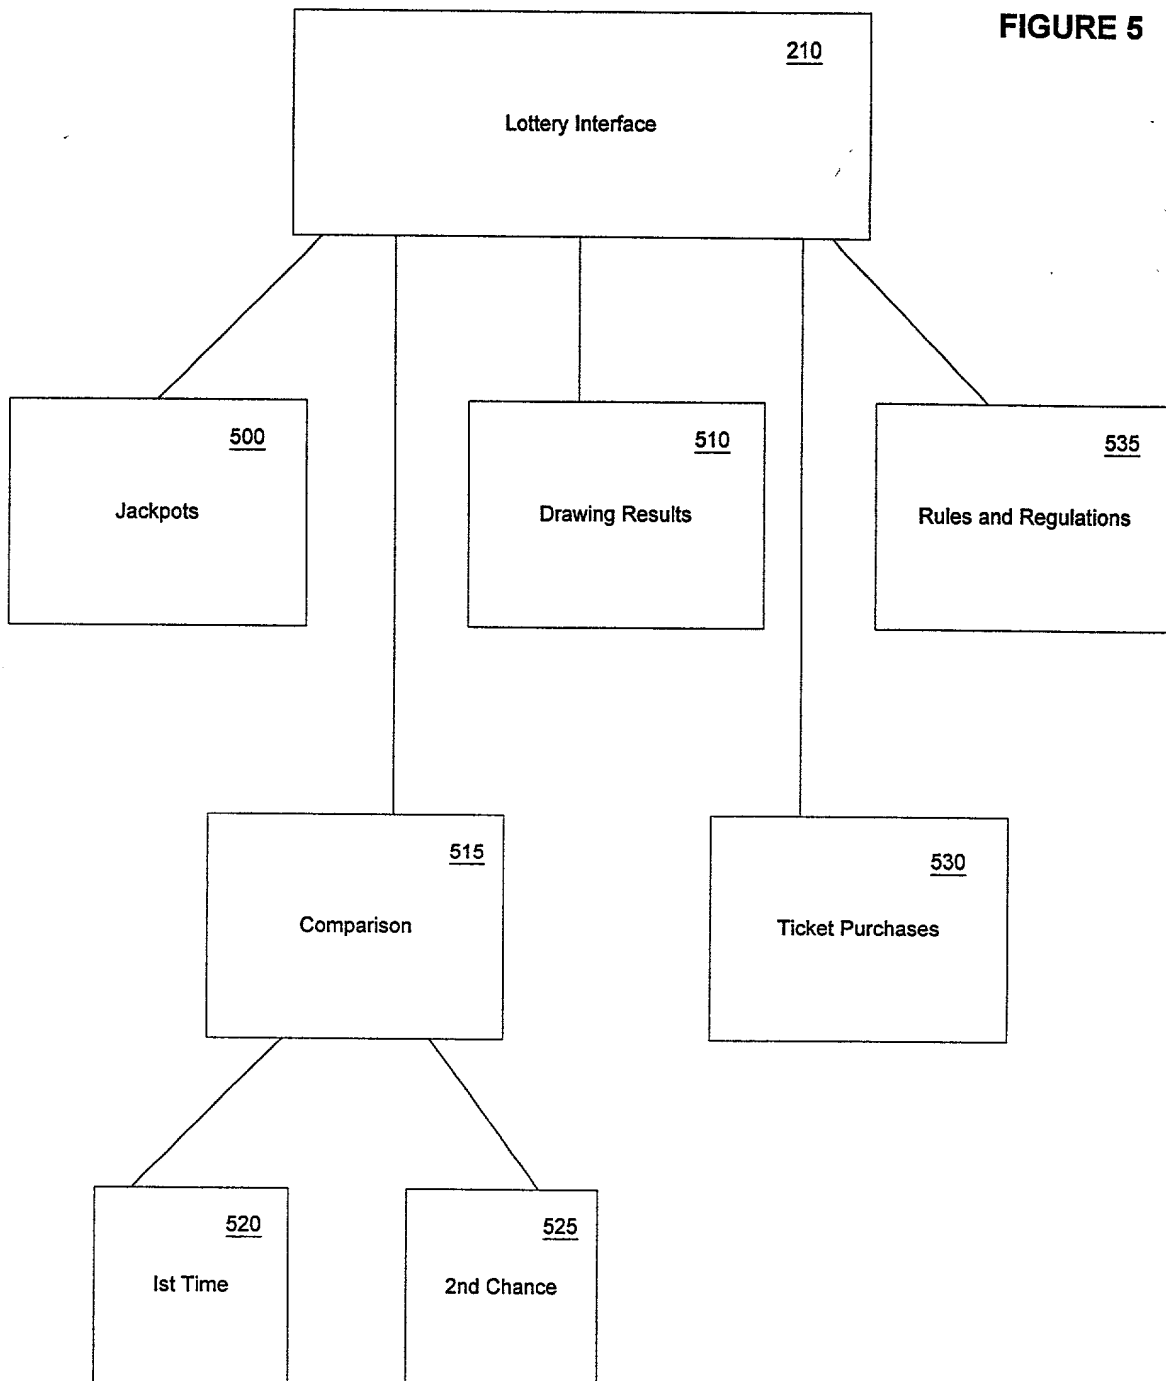 FIGURE 5
210
Lottery Interface
500
Jackpots
510
Drawing Results
535
Rules and Regulations
515
Comparison
530
Ticket Purchases
520
Ist Time
525
2nd Chance